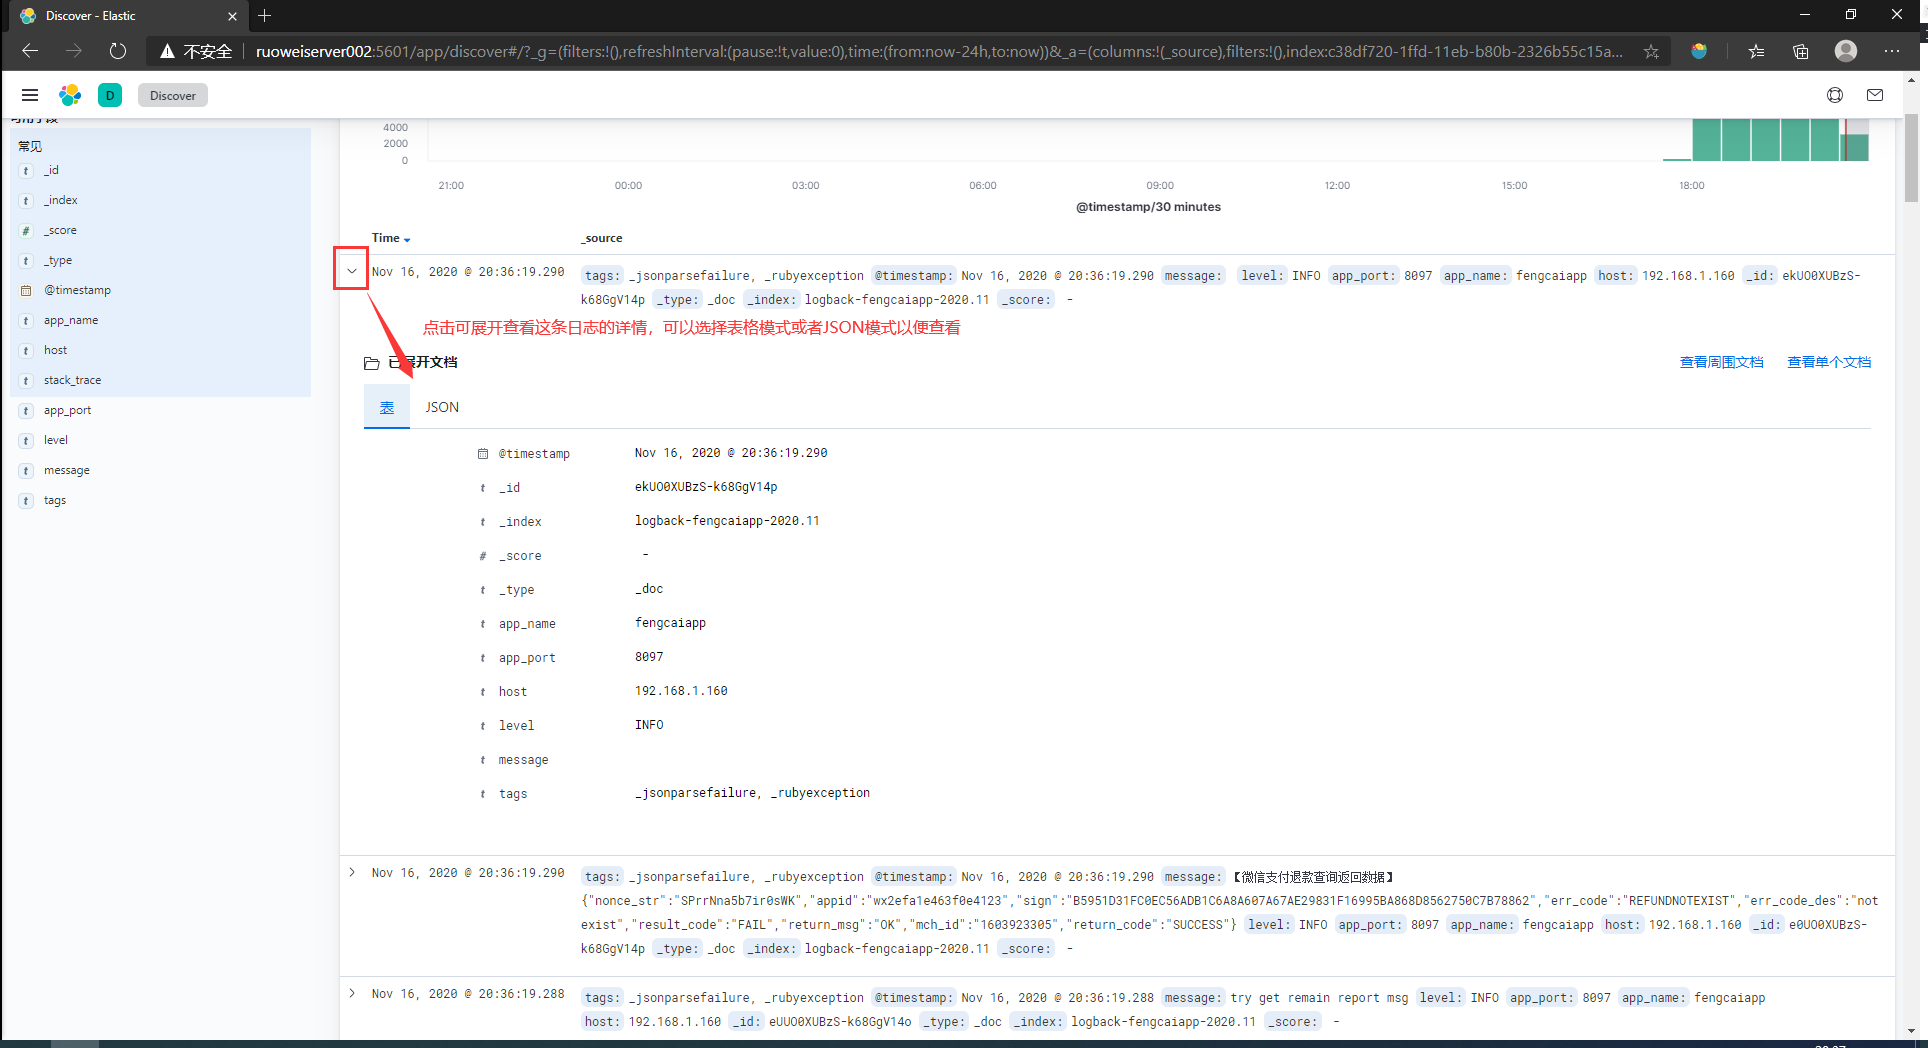 Discover - Elastic
不安全
ruoweiserver002:5601/app/discover#/?_g=(filters:!(),refreshInterval:(pause:!t,value:0),time:(from:now-24h,to:now))&_a=(columns:!(_source),filters:!(),index:c38df720-1ffd-11eb-b80b-2326b55c15a...
D
Discover
可用字段
常见
t _id
t _index
# _score
t _type
@timestamp
t app_name
t host
t stack_trace
t app_port
t level
t message
t tags
4000
2000
0
21:00 00:00 03:00 06:00 09:00 12:00 15:00 18:00
@timestamp/30 minutes
Time _source
Nov 16, 2020 @ 20:36:19.290 tags: _jsonparsefailure, _rubyexception @timestamp: Nov 16, 2020 @ 20:36:19.290 message: level: INFO app_port: 8097 app_name: fengcaiapp host: 192.168.1.160 _id: ekUO0XUBzS-
k68GgV14p _type: _doc _index: logback-fengcaiapp-2020.11 _score: -
点击可展开查看这条日志的详情，可以选择表格模式或者JSON模式以便查看
已展开文档 查看周围文档 查看单个文档
表 JSON
@timestamp Nov 16, 2020 @ 20:36:19.290
t _id ekUO0XUBzS-k68GgV14p
t _index logback-fengcaiapp-2020.11
# _score -
t _type _doc
t app_name fengcaiapp
t app_port 8097
t host 192.168.1.160
t level INFO
t message
t tags _jsonparsefailure, _rubyexception
Nov 16, 2020 @ 20:36:19.290 tags: _jsonparsefailure, _rubyexception @timestamp: Nov 16, 2020 @ 20:36:19.290 message: 【微信支付退款查询返回数据】
{"nonce_str":"SPrrNna5b7ir0sWK","appid":"wx2efa1e463f0e4123","sign":"B5951D31FC0EC56ADB1C6A8A607A67AE29831F16995BA868D8562750C7B78862","err_code":"REFUNDNOTEXIST","err_code_des":"not
exist","result_code":"FAIL","return_msg":"OK","mch_id":"1603923305","return_code":"SUCCESS"} level: INFO app_port: 8097 app_name: fengcaiapp host: 192.168.1.160 _id: e0UO0XUBzS-
k68GgV14p _type: _doc _index: logback-fengcaiapp-2020.11 _score: -
Nov 16, 2020 @ 20:36:19.288 tags: _jsonparsefailure, _rubyexception @timestamp: Nov 16, 2020 @ 20:36:19.288 message: try get remain report msg level: INFO app_port: 8097 app_name: fengcaiapp
host: 192.168.1.160 _id: eUUO0XUBzS-k68GgV14o _type: _doc _index: logback-fengcaiapp-2020.11 _score: -